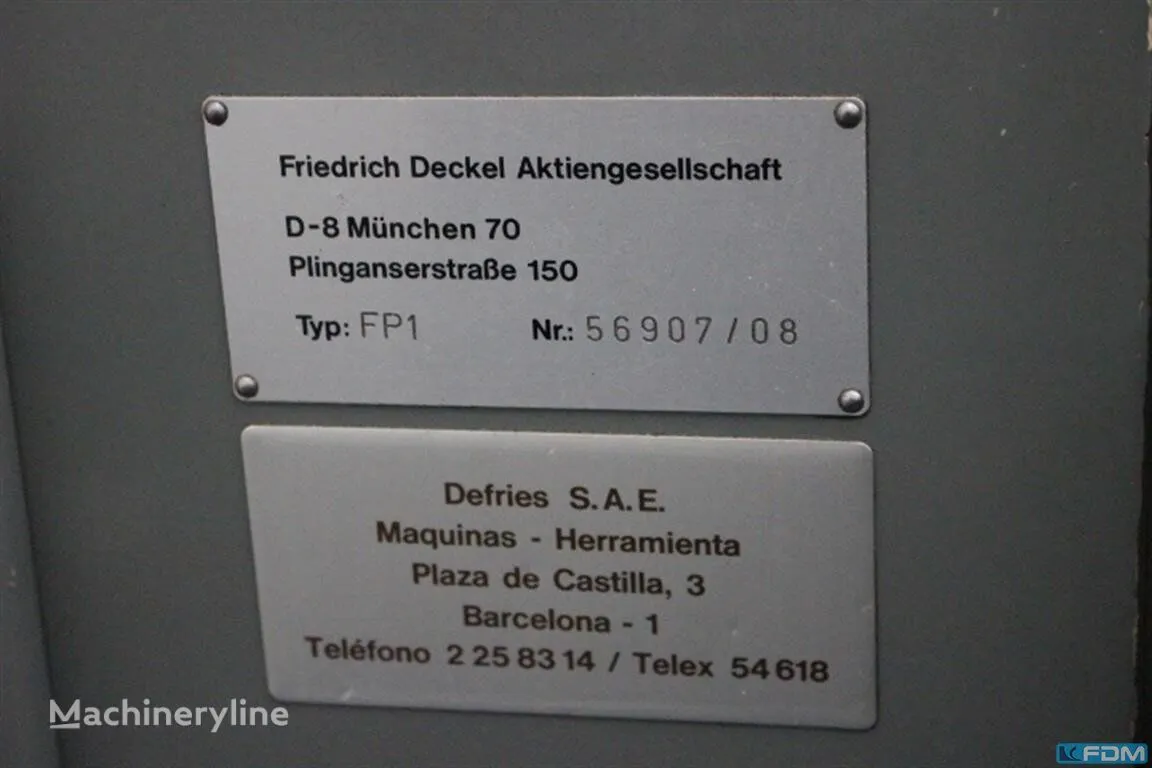 Friedrich Deckel Aktiengesellschaft
D-8 München 70
Plinganserstraße 150
Typ: FP1 Nr.: 56907/08
Defries S.A.E.
Maquinas - Herramienta
Plaza de Castilla, 3
Barcelona - 1
Teléfono 2 25 83 14 / Telex 54 618
Machineryline
FDM